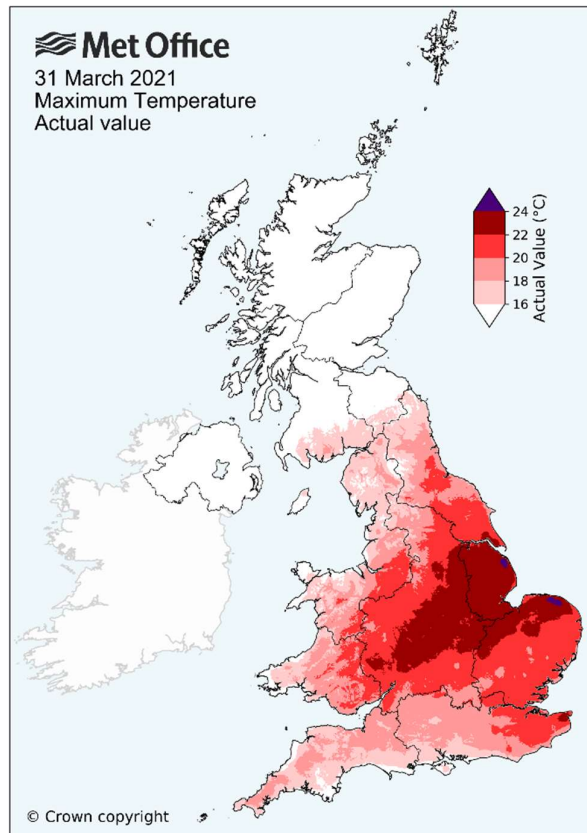 Met Office
31 March 2021
Maximum Temperature
Actual value
24
22
20
18
16
Actual Value (°C)
© Crown copyright